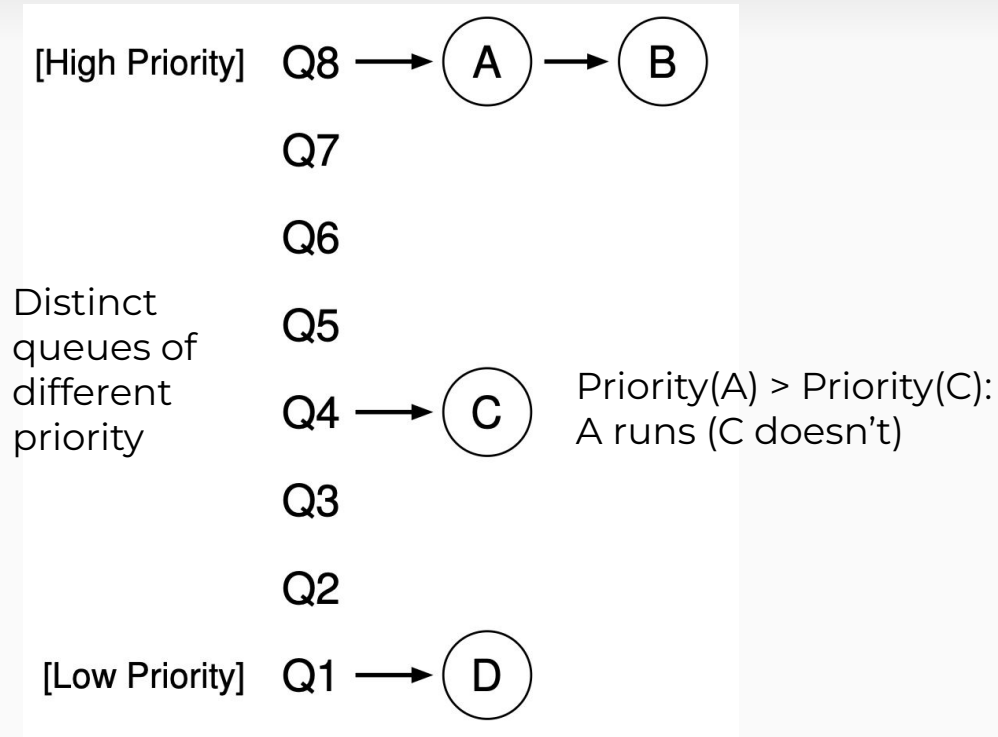 [High Priority] Q8 A B
Q7
Q6
Distinct
queues of
different
priority
Q5
Q4 C
Priority(A) > Priority(C):
A runs (C doesn’t)
Q3
Q2
[Low Priority] Q1 D